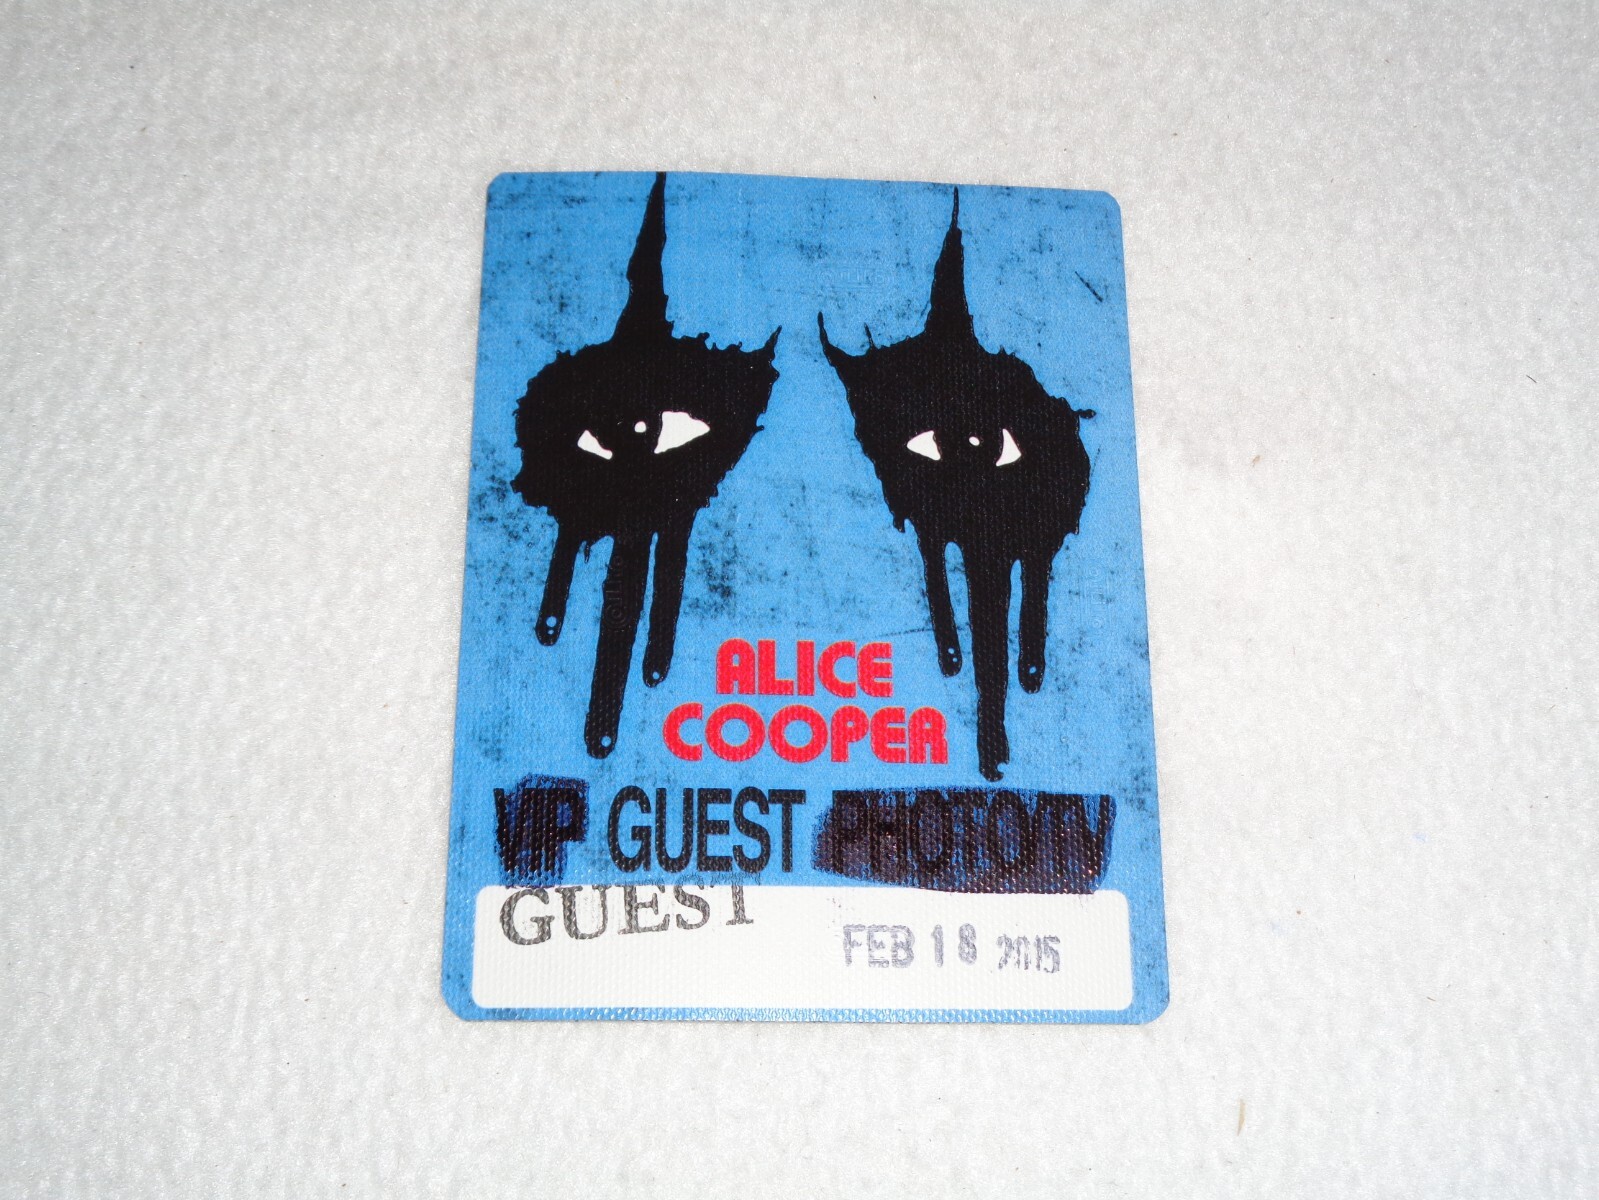 ALICE
COOPER
VIP GUEST PHOTO/TV
GUEST
FEB 18 2015